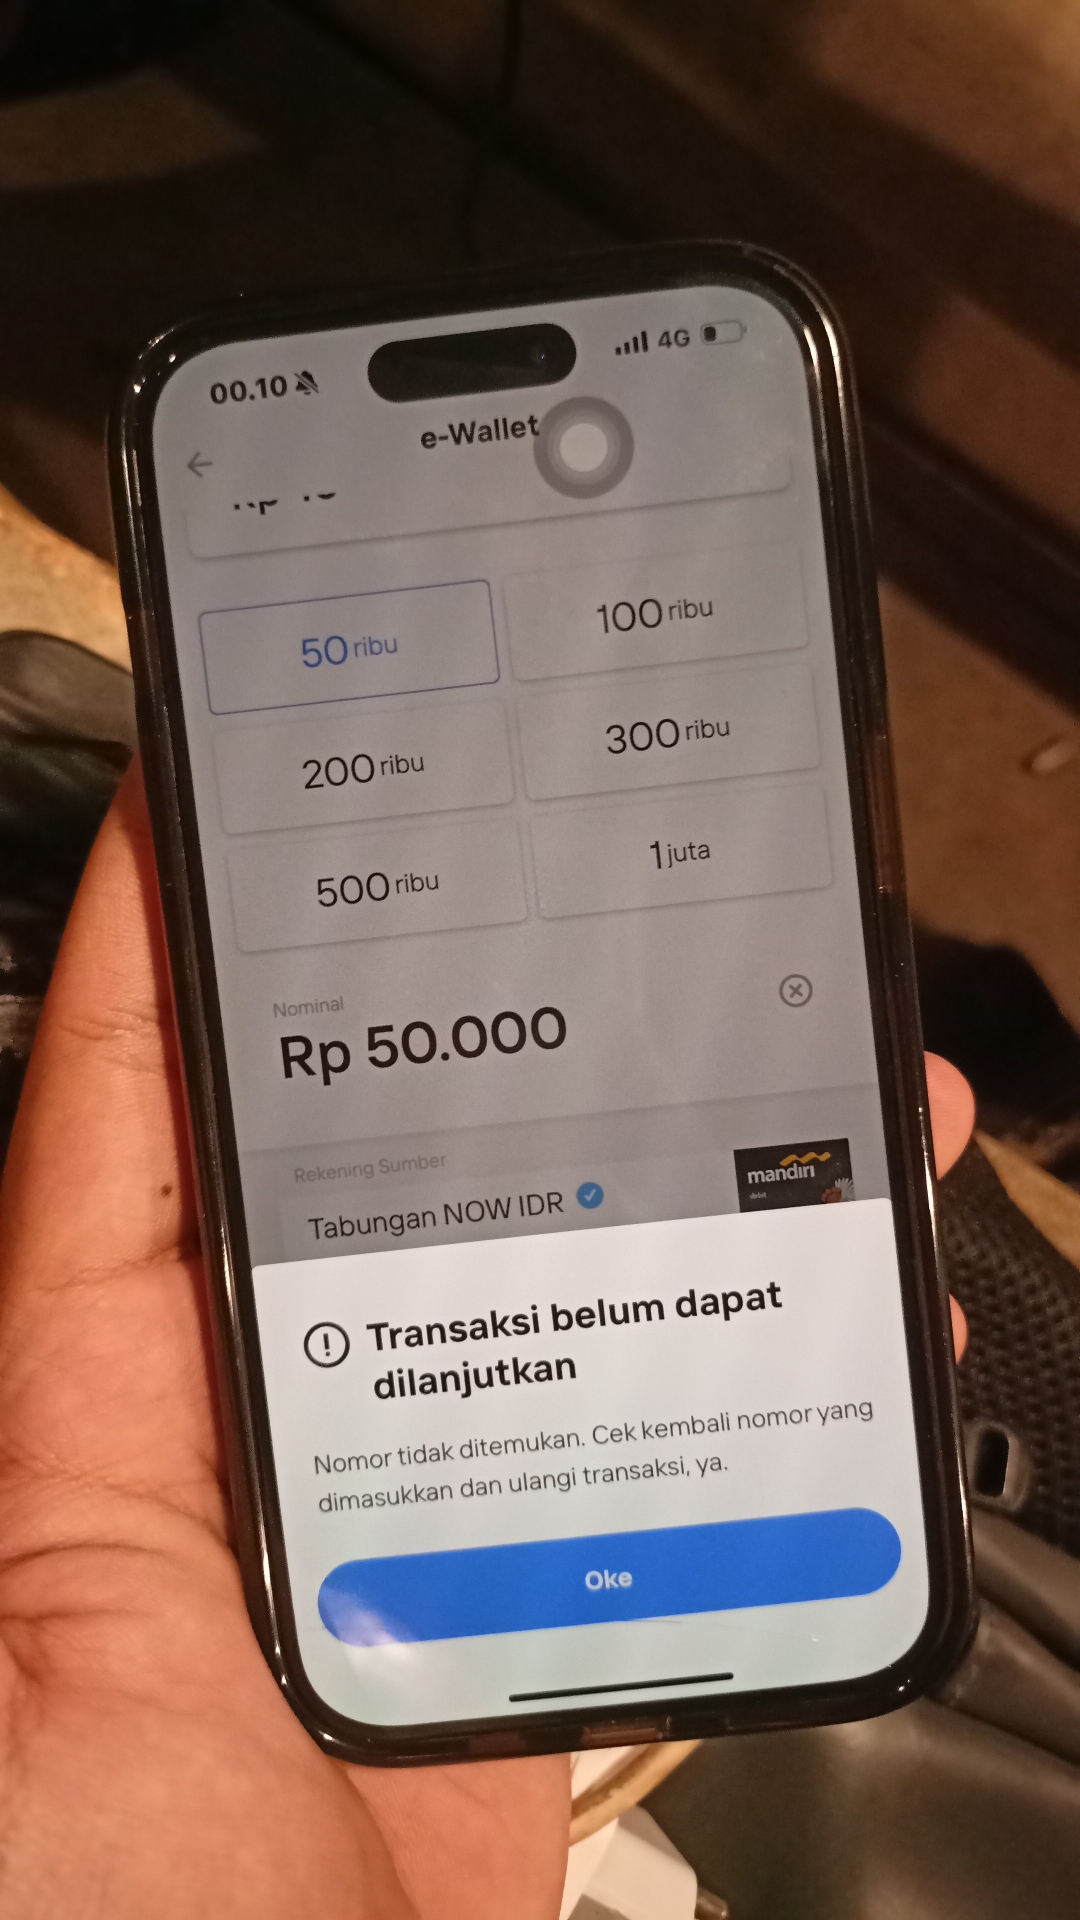 00.10
4G
e-Wallet
50 ribu
100 ribu
200 ribu
300 ribu
500 ribu
1 juta
Nominal
Rp 50.000
Rekening Sumber
Tabungan NOW IDR
mandiri
debit
Transaksi belum dapat
dilanjutkan
Nomor tidak ditemukan. Cek kembali nomor yang
dimasukkan dan ulangi transaksi, ya.
Oke